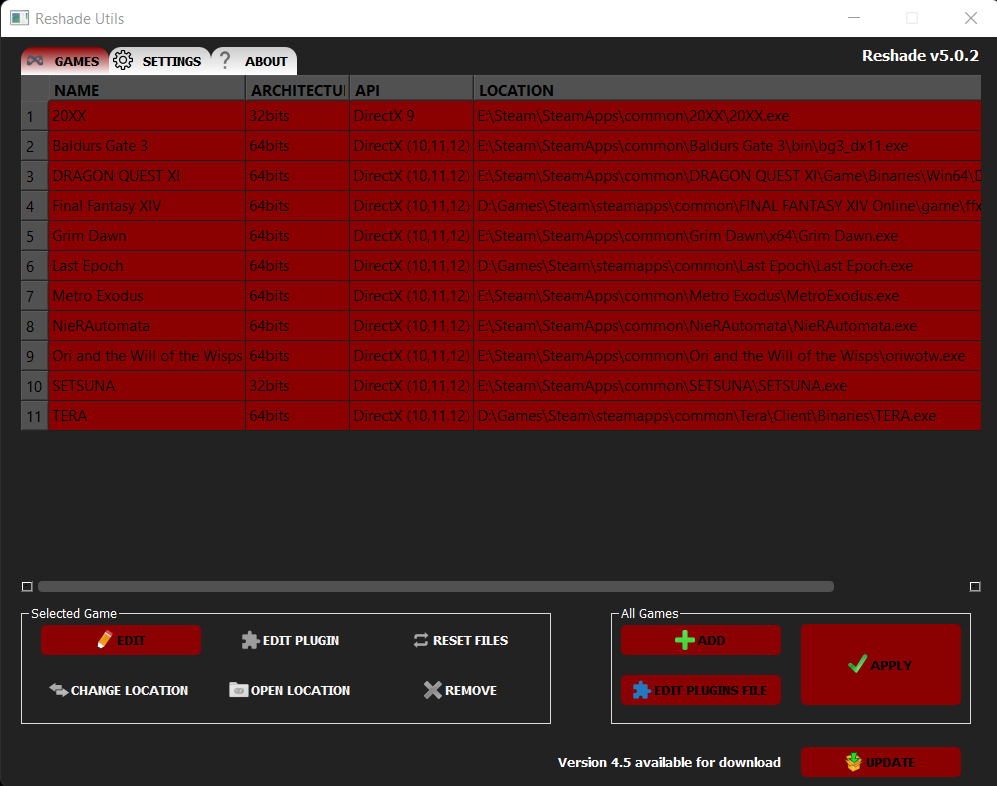 Reshade Utils
GAMES SETTINGS ? ABOUT Reshade v5.0.2
NAME ARCHITECTUI API LOCATION
1 20XX 32bits DirectX 9 E:\Steam\SteamApps\common\20XX\20XX.exe
2 Baldurs Gate 3 64bits DirectX (10,11,12) E:\Steam\SteamApps\common\Baldurs Gate 3\bin\bg3_dx11.exe
3 DRAGON QUEST XI 64bits DirectX (10,11,12) E:\Steam\SteamApps\common\DRAGON QUEST XI\Game\Binaries\Win64\D
4 Final Fantasy XIV 64bits DirectX (10,11,12) D:\Games\Steam\steamapps\common\FINAL FANTASY XIV Online\game\ffx
5 Grim Dawn 64bits DirectX (10,11,12) E:\Steam\SteamApps\common\Grim Dawn\x64\Grim Dawn.exe
6 Last Epoch 64bits DirectX (10,11,12) D:\Games\Steam\steamapps\common\Last Epoch\Last Epoch.exe
7 Metro Exodus 64bits DirectX (10,11,12) E:\Steam\SteamApps\common\Metro Exodus\MetroExodus.exe
8 NieRAutomata 64bits DirectX (10,11,12) E:\Steam\SteamApps\common\NieRAutomata\NieRAutomata.exe
9 Ori and the Will of the Wisps 64bits DirectX (10,11,12) E:\Steam\SteamApps\common\Ori and the Will of the Wisps\oriwotw.exe
10 SETSUNA 32bits DirectX (10,11,12) E:\Steam\SteamApps\common\SETSUNA\SETSUNA.exe
11 TERA 64bits DirectX (10,11,12) D:\Games\Steam\steamapps\common\Tera\Client\Binaries\TERA.exe
Selected Game All Games
EDIT EDIT PLUGIN RESET FILES ADD
APPLY
CHANGE LOCATION OPEN LOCATION REMOVE EDIT PLUGINS FILE
Version 4.5 available for download UPDATE